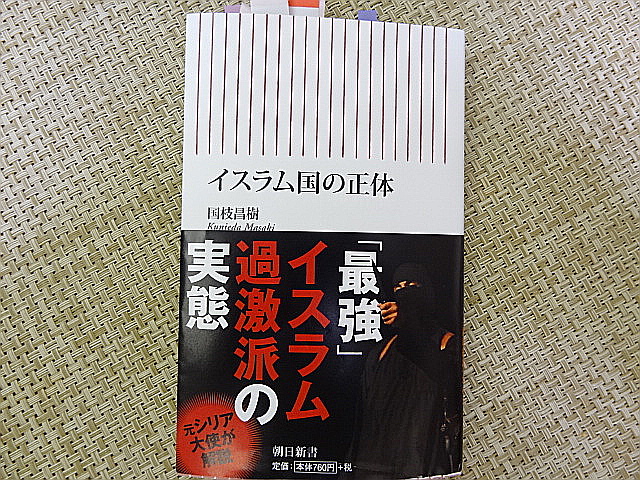 イスラム国の正体
国枝昌樹
Kunieda Masaki
「最強」
イスラム
過激派の
実態
元シリア
大使が
解説
朝日新書
定価:本体760円+税